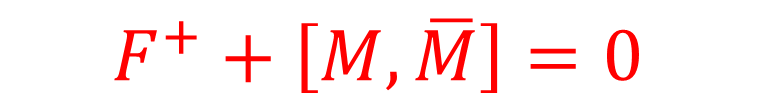 F⁺ + [M, M̅] = 0